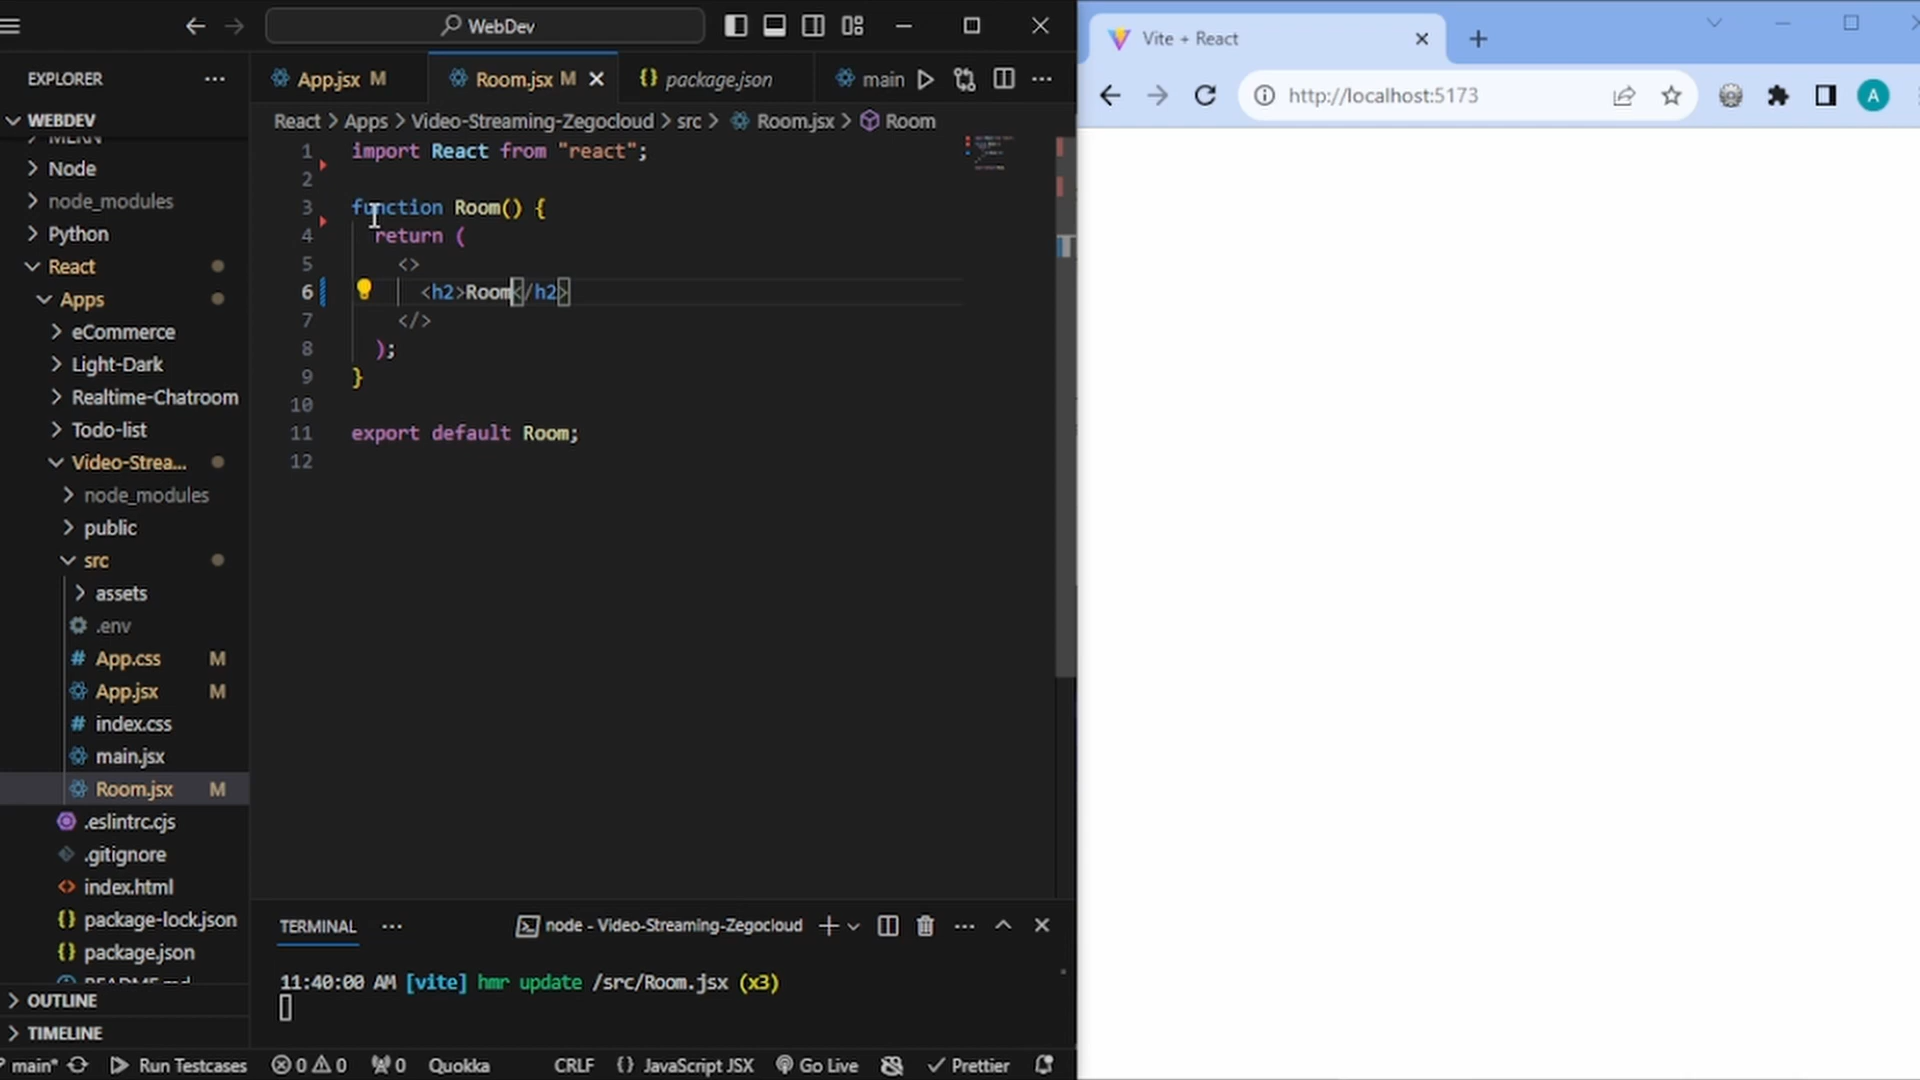 WebDev
EXPLORER
WEBDEV
MERN
Node
node_modules
Python
React
Apps
eCommerce
Light-Dark
Realtime-Chatroom
Todo-list
Video-Strea...
node_modules
public
src
assets
.env
App.css M
App.jsx M
index.css
main.jsx
Room.jsx M
.eslintrc.cjs
.gitignore
index.html
package-lock.json
package.json
README.md
OUTLINE
TIMELINE
App.jsx M
Room.jsx M
package.json
main
React > Apps > Video-Streaming-Zegocloud > src > Room.jsx > Room
1 import React from "react";
2
3 function Room() {
4 return (
5 <>
6 <h2>Room</h2>
7 </>
8 );
9 }
10
11 export default Room;
12
TERMINAL ... node - Video-Streaming-Zegocloud
11:40:00 AM [vite] hmr update /src/Room.jsx (x3)
main* Run Testcases 0 0 0 Quokka CRLF {} JavaScript JSX Go Live Prettier
Vite + React
http://localhost:5173
A